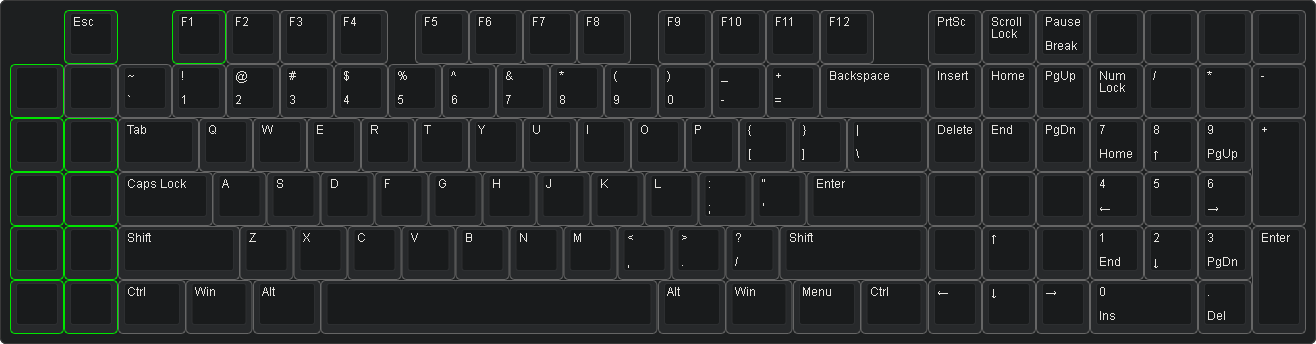 Esc F1 F2 F3 F4 F5 F6 F7 F8 F9 F10 F11 F12 PrtSc Scroll Lock Pause Break
~ ` ! 1 @ 2 # 3 $ 4 % 5 ^ 6 & 7 * 8 ( 9 ) 0 _ - + = Backspace Insert Home PgUp Num Lock / * -
Tab Q W E R T Y U I O P { [ } ] | \ Delete End PgDn 7 Home 8 ↑ 9 PgUp +
Caps Lock A S D F G H J K L : ; " ' Enter 4 ← 5 6 →
Shift Z X C V B N M < , > . ? / Shift ↑ 1 End 2 ↓ 3 PgDn Enter
Ctrl Win Alt Alt Win Menu Ctrl ← ↓ → 0 Ins . Del